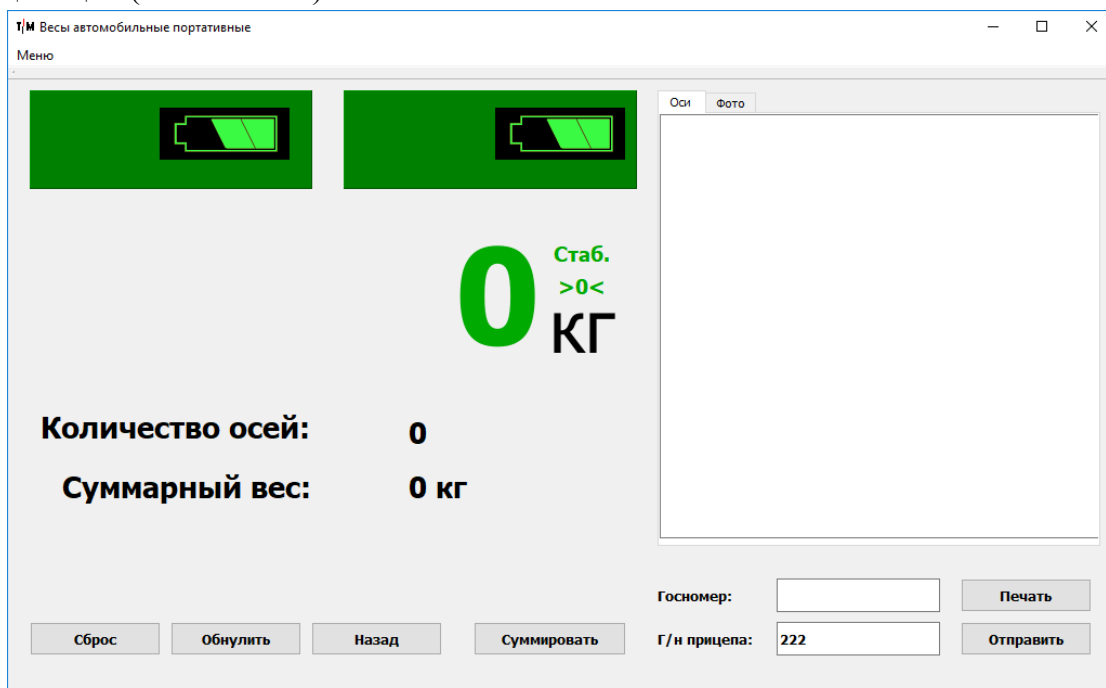 Т/М Весы автомобильные портативные
Меню
Оси Фото
0
Стаб.
>0<
кг
Количество осей: 0
Суммарный вес: 0 кг
Госномер: Печать
Сброс Обнулить Назад Суммировать Г/н прицепа: 222 Отправить